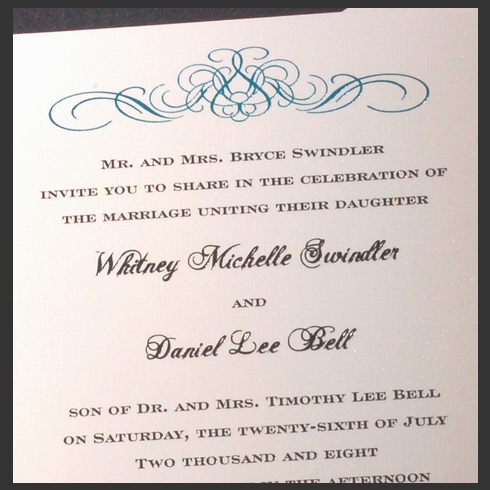 Mr. and Mrs. Bryce Swindler
invite you to share in the celebration of
the marriage uniting their daughter
Whitney Michelle Swindler
and
Daniel Lee Bell
son of Dr. and Mrs. Timothy Lee Bell
on Saturday, the twenty-sixth of July
Two thousand and eight
in the afternoon